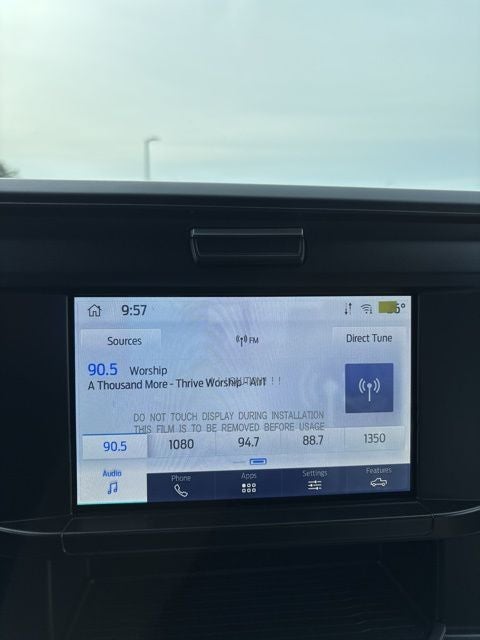 9:57
6°
Sources
FM
Direct Tune
90.5 Worship
A Thousand More - Thrive Worship - Air1
!!
DO NOT TOUCH DISPLAY DURING INSTALLATION
THIS FILM IS TO BE REMOVED BEFORE USAGE
90.5 1080 94.7 88.7 1350
Audio Phone Apps Settings Features